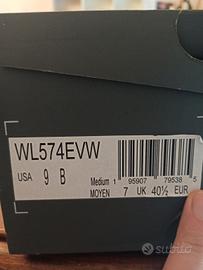 WL574EVW
USA 9 B
Medium 1 95907 79538 5
MOYEN 7 UK 40½ EUR
subito